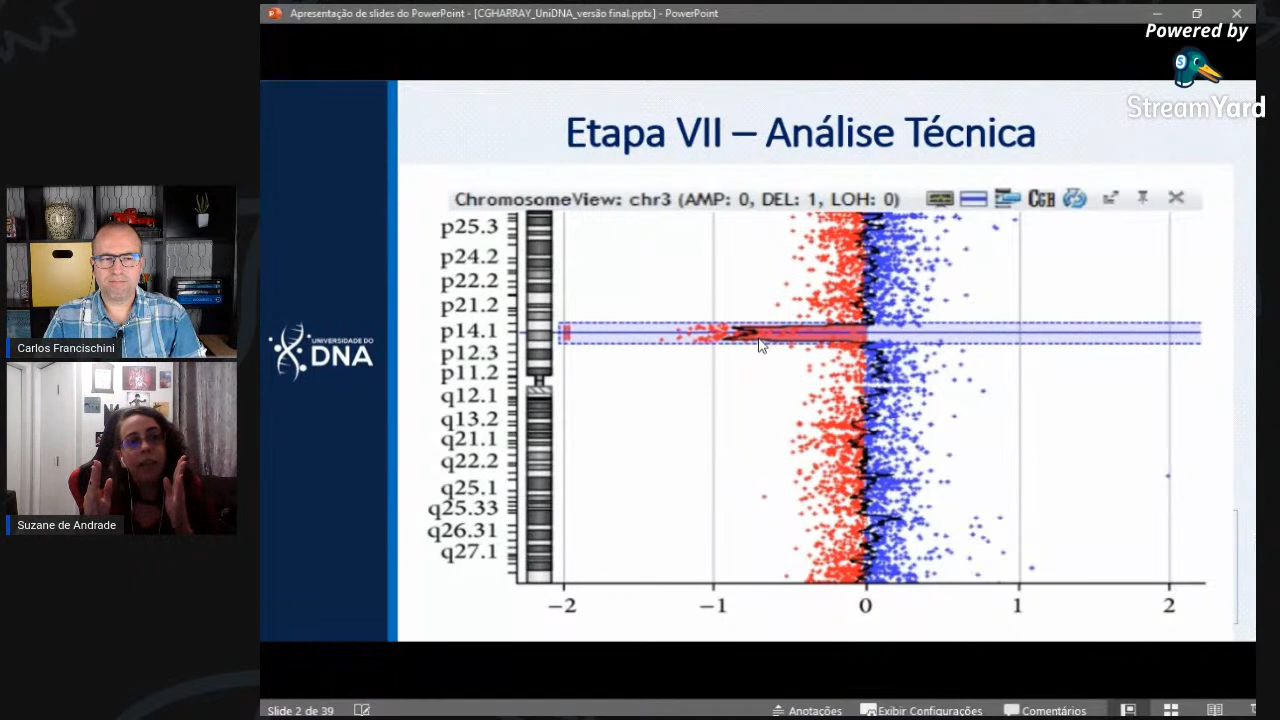 Apresentação de slides do PowerPoint - [CGHARRAY_UniDNA_versão final.pptx] - PowerPoint
Powered by
StreamYard
Etapa VII – Análise Técnica
ChromosomeView: chr3 (AMP: 0, DEL: 1, LOH: 0)
CGH
p25.3
p24.2
p22.2
p21.2
p14.1
p12.3
p11.2
q12.1
q13.2
q21.1
q22.2
q25.1
q25.33
q26.31
q27.1
−2
−1
0
1
2
UNIVERSIDADE DO
DNA
Carlos Francischini
Suzane de Andrade
Slide 2 de 39
Anotações
Exibir Configurações
Comentários